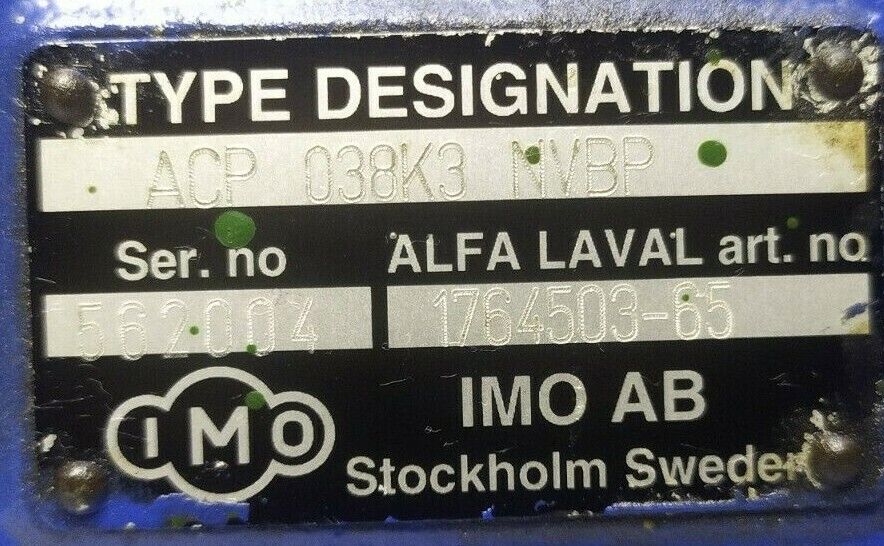 TYPE DESIGNATION
ACP 038K3 NVBP
Ser. no ALFA LAVAL art. no
562004 1764503-65
IMO IMO AB
Stockholm Sweden